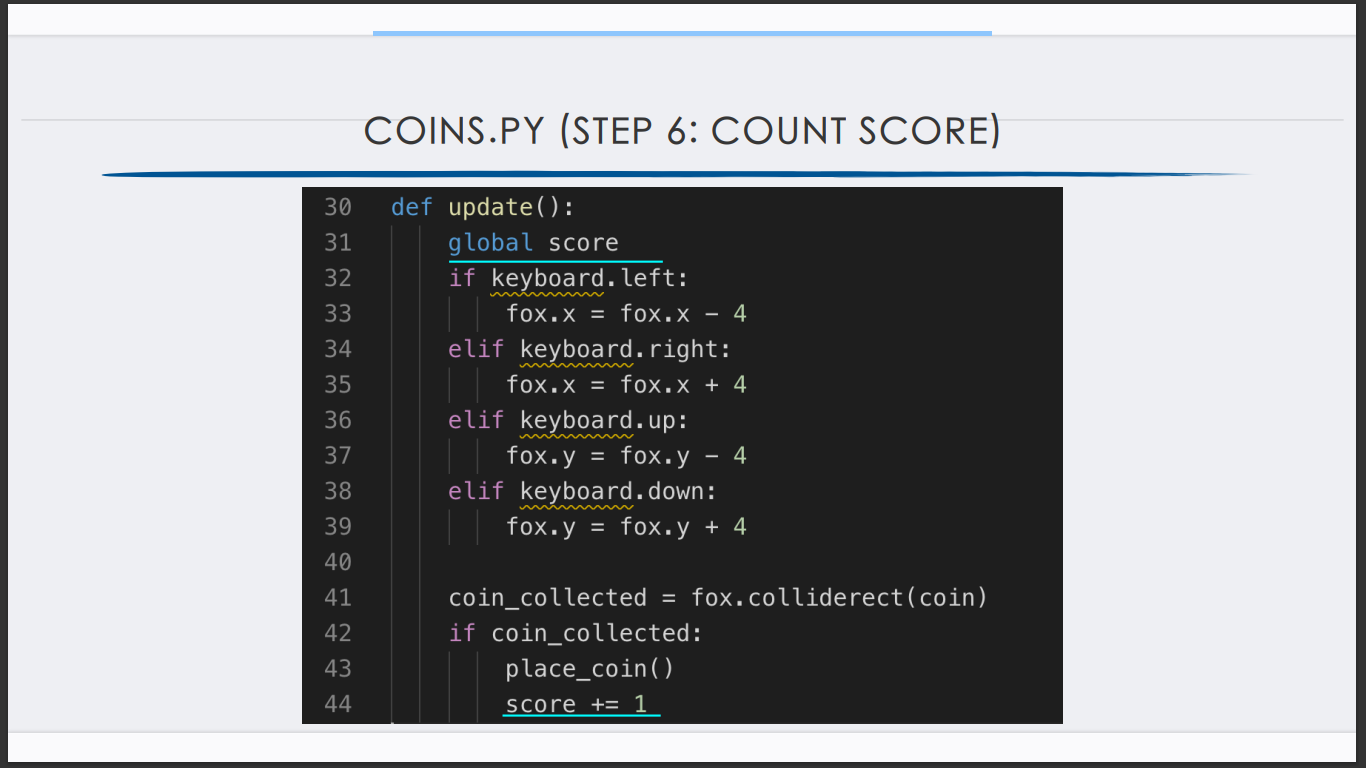 COINS.PY (STEP 6: COUNT SCORE)
30 def update():
31     global score
32     if keyboard.left:
33         fox.x = fox.x - 4
34     elif keyboard.right:
35         fox.x = fox.x + 4
36     elif keyboard.up:
37         fox.y = fox.y - 4
38     elif keyboard.down:
39         fox.y = fox.y + 4
40
41     coin_collected = fox.colliderect(coin)
42     if coin_collected:
43         place_coin()
44         score += 1